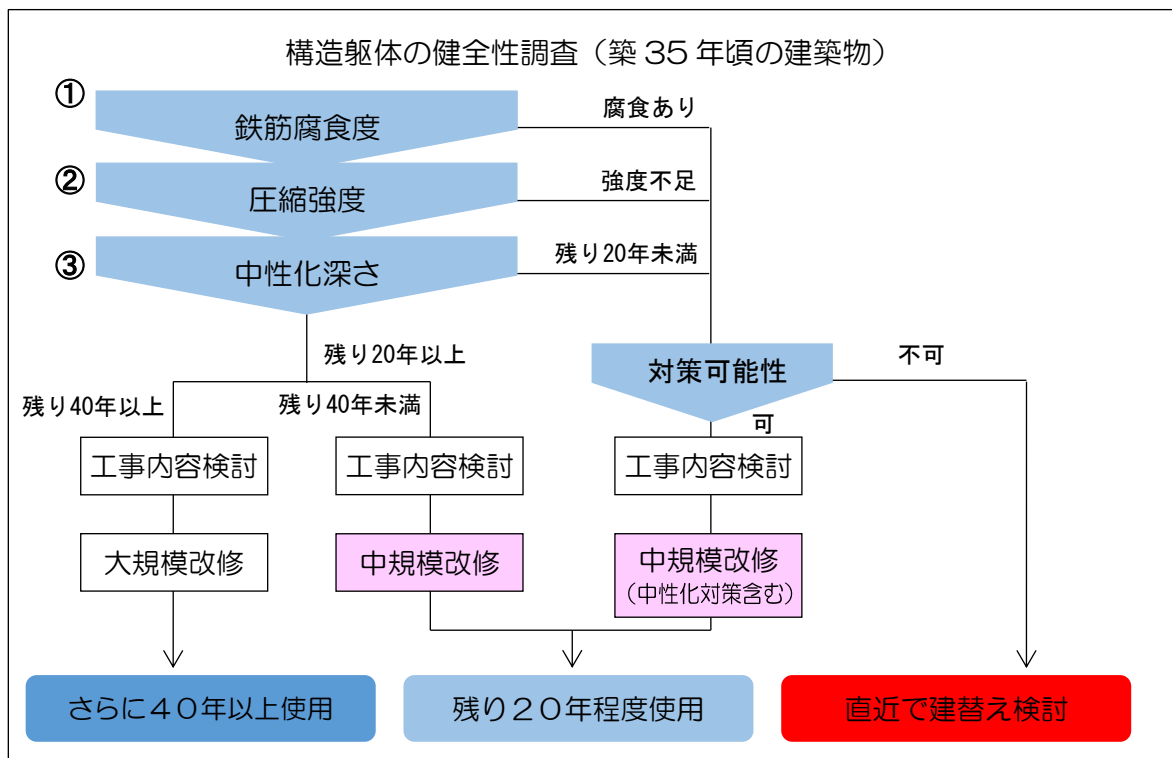 構造躯体の健全性調査（築 35 年頃の建築物）
①
鉄筋腐食度
腐食あり
②
圧縮強度
強度不足
③
中性化深さ
残り20年未満
残り20年以上
対策可能性
不可
残り40年以上
残り40年未満
可
工事内容検討
工事内容検討
工事内容検討
大規模改修
中規模改修
中規模改修
（中性化対策含む）
さらに４０年以上使用
残り２０年程度使用
直近で建替え検討